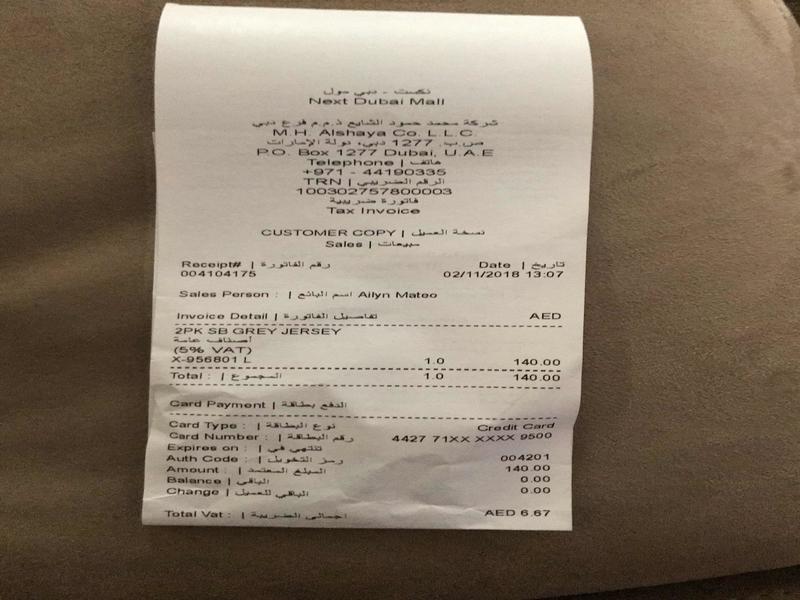 نكست - دبي مول
Next Dubai Mall
شركة محمد حمود الشايع ذ.م.م فرع دبي
M.H. Alshaya Co. L.L.C.
ص.ب. 1277 دبي، دولة الإمارات
P.O. Box 1277 Dubai, U.A.E
Telephone | هاتف
+971 - 44190335
TRN | الرقم الضريبي
100302757800003
فاتورة ضريبية
Tax Invoice
CUSTOMER COPY | نسخة العميل
Sales | مبيعات
Receipt# | رقم الفاتورة Date | تاريخ
004104175 02/11/2018 13:07
Sales Person : | اسم البائع Ailyn Mateo
Invoice Detail | تفاصيل الفاتورة AED
2PK SB GREY JERSEY
أصناف عامة
(5% VAT)
X-956801 L 1.0 140.00
Total : | المجموع 1.0 140.00
Card Payment | الدفع بطاقة
Card Type : | نوع البطاقة Credit Card
Card Number : | رقم البطاقة 4427 71XX XXXX 9500
Expires on : | تنتهي في
Auth Code : | رمز التخويل 004201
Amount : | المبلغ المعتمد 140.00
Balance | الباقي 0.00
Change | الباقي للعميل 0.00
Total Vat : | اجمالى الضريبة AED 6.67